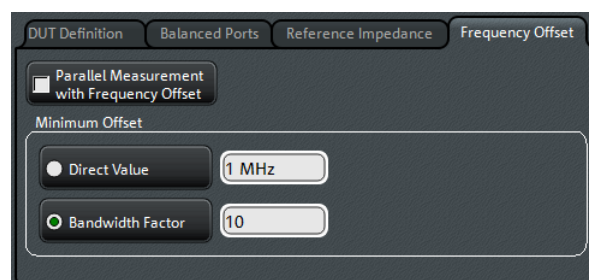 DUT Definition Balanced Ports Reference Impedance Frequency Offset
Parallel Measurement
with Frequency Offset
Minimum Offset
Direct Value 1 MHz
Bandwidth Factor 10